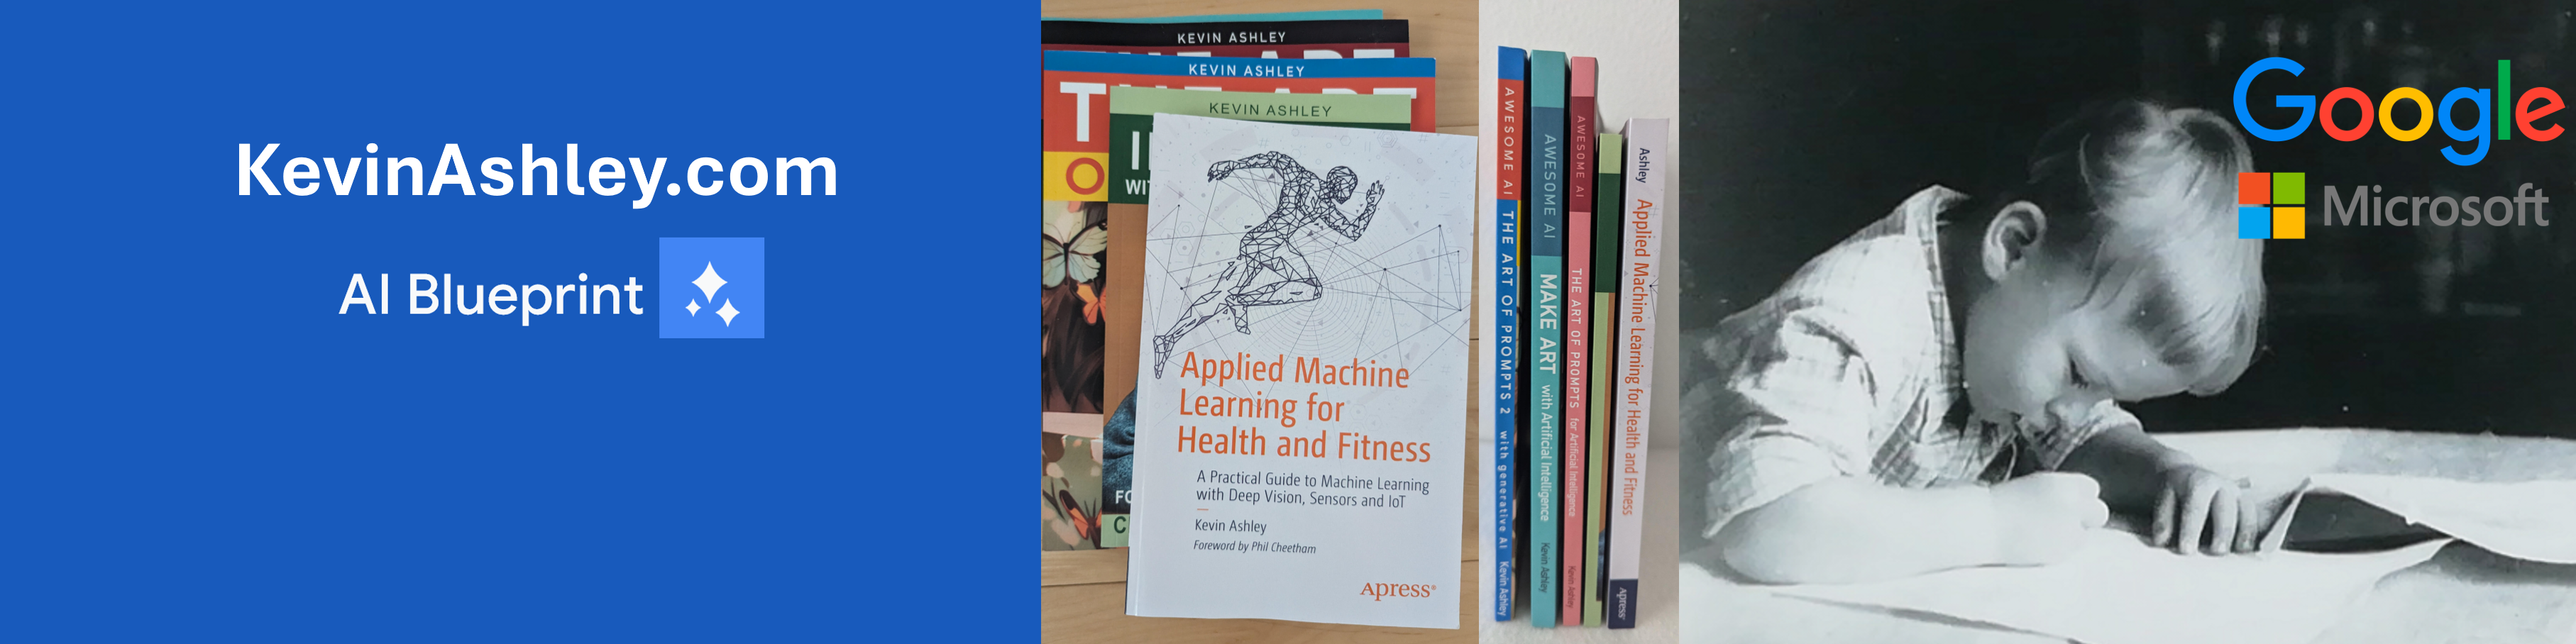 KevinAshley.com
AI Blueprint
KEVIN ASHLEY
KEVIN ASHLEY
T
O
KEVIN ASHLEY
I
WIT
FO
C
Applied Machine
Learning for
Health and Fitness
A Practical Guide to Machine Learning
with Deep Vision, Sensors and IoT
Kevin Ashley
Foreword by Phil Cheetham
Apress®
AWESOME AI THE ART OF PROMPTS 2 with generative AI Kevin Ashley
AWESOME AI MAKE ART with Artificial Intelligence Kevin Ashley
AWESOME AI THE ART OF PROMPTS for Artificial Intelligence Kevin Ashley
Ashley Applied Machine Learning for Health and Fitness Apress®
Google
Microsoft